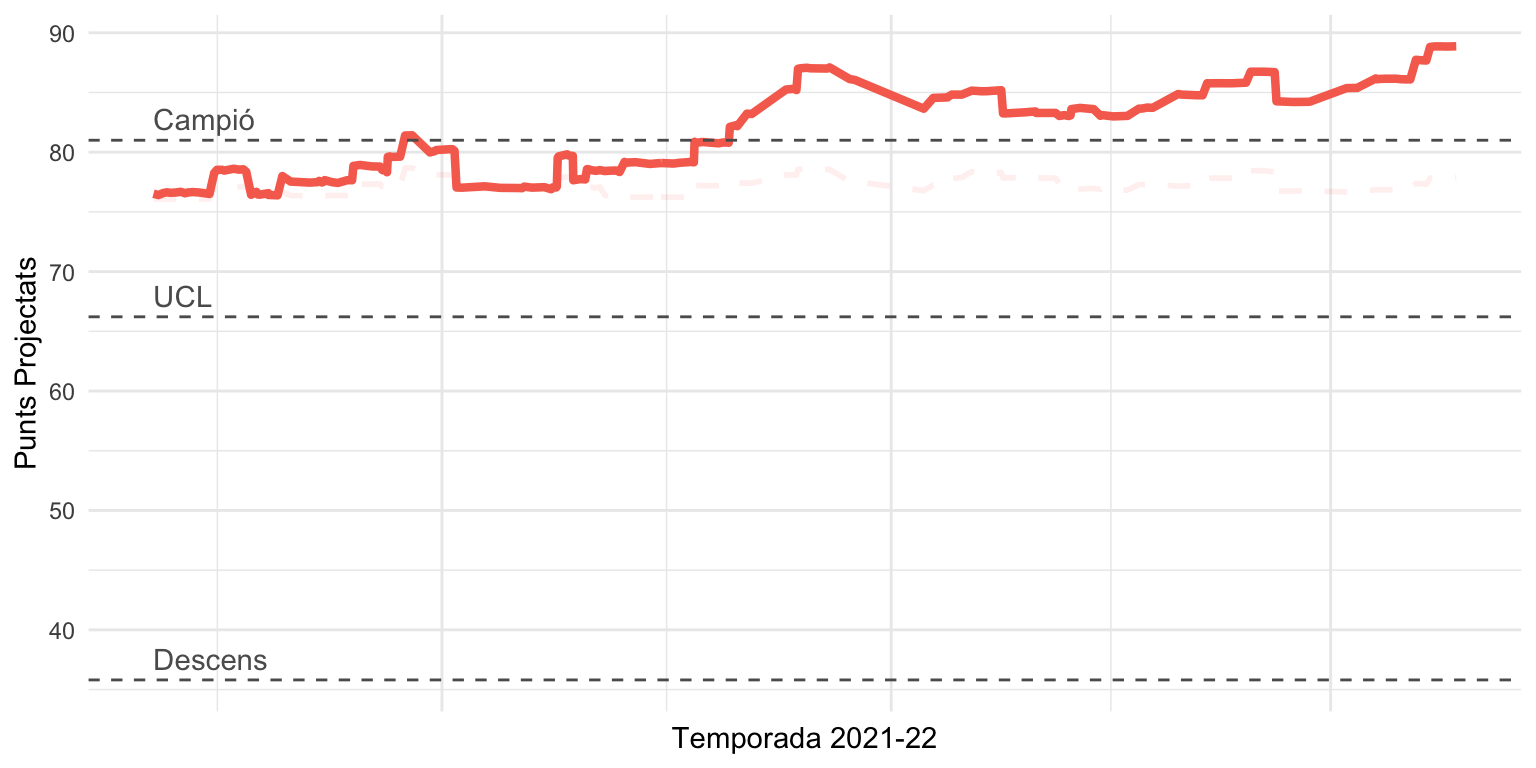 90
Campió
80
70
UCL
60
50
40
Descens
Punts Projectats
Temporada 2021-22